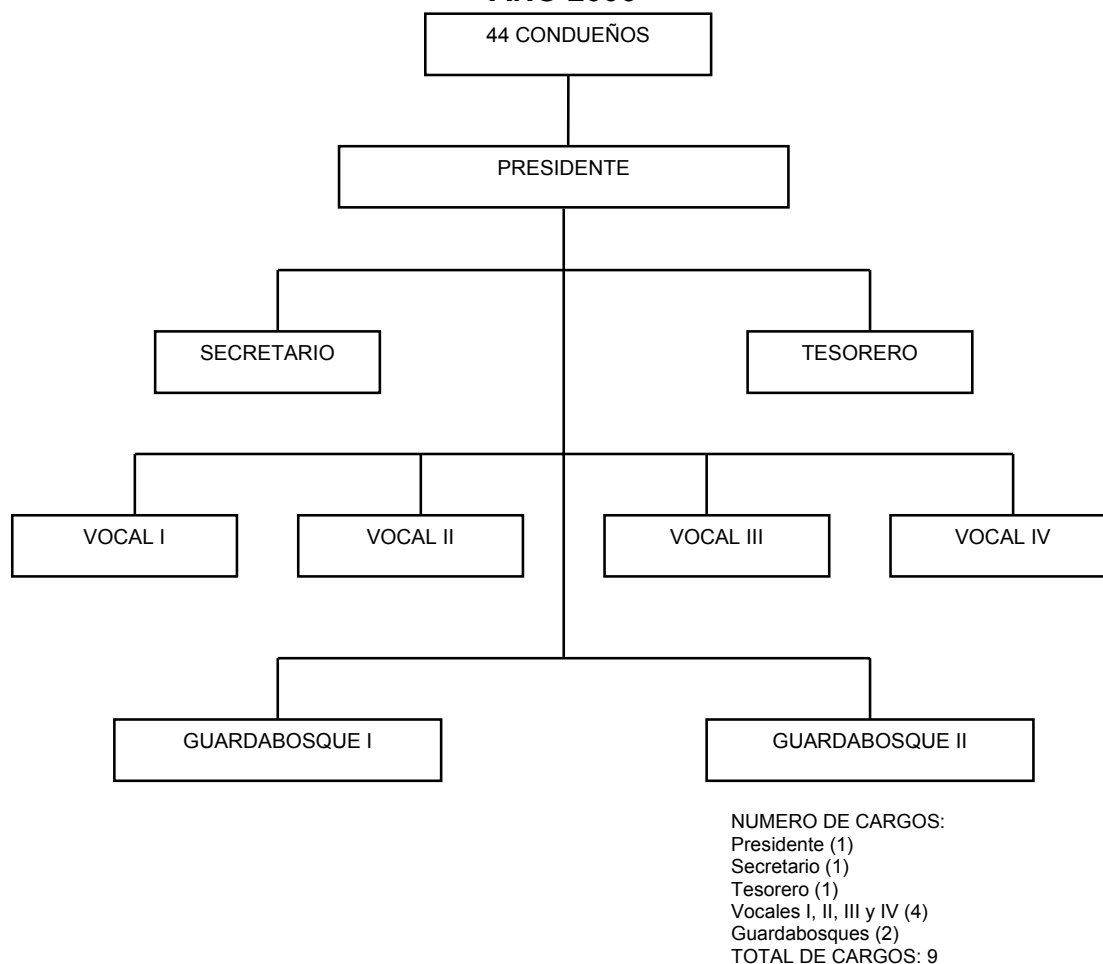 44 CONDUEÑOS
PRESIDENTE
SECRETARIO
TESORERO
VOCAL I
VOCAL II
VOCAL III
VOCAL IV
GUARDABOSQUE I
GUARDABOSQUE II
NUMERO DE CARGOS:
Presidente (1)
Secretario (1)
Tesorero (1)
Vocales I, II, III y IV (4)
Guardabosques (2)
TOTAL DE CARGOS: 9